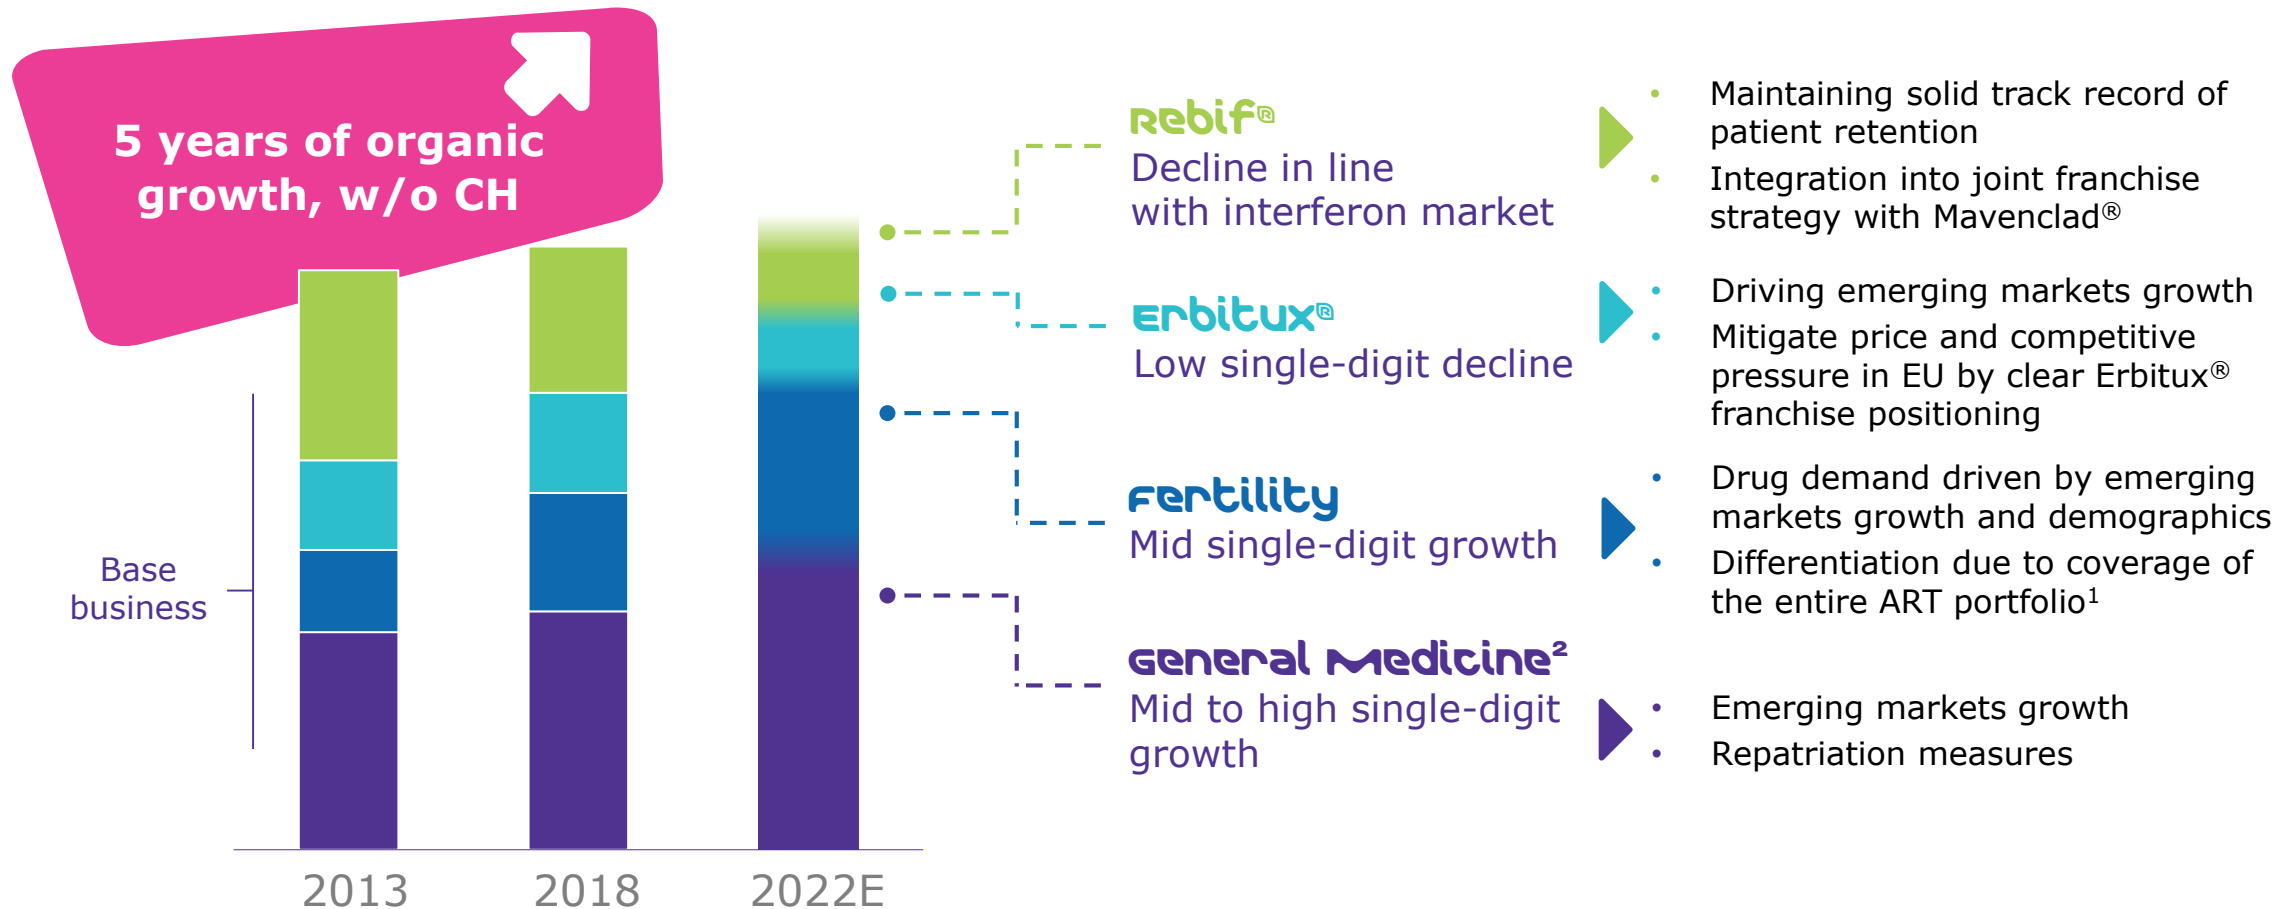 5 years of organic
growth, w/o CH
Base
business
2013
2018
2022E
Rebif®
Decline in line
with interferon market
• Maintaining solid track record of
patient retention
• Integration into joint franchise
strategy with Mavenclad®
Erbitux®
Low single-digit decline
• Driving emerging markets growth
• Mitigate price and competitive
pressure in EU by clear Erbitux®
franchise positioning
Fertility
Mid single-digit growth
• Drug demand driven by emerging
markets growth and demographics
• Differentiation due to coverage of
the entire ART portfolio¹
General Medicine²
Mid to high single-digit
growth
• Emerging markets growth
• Repatriation measures